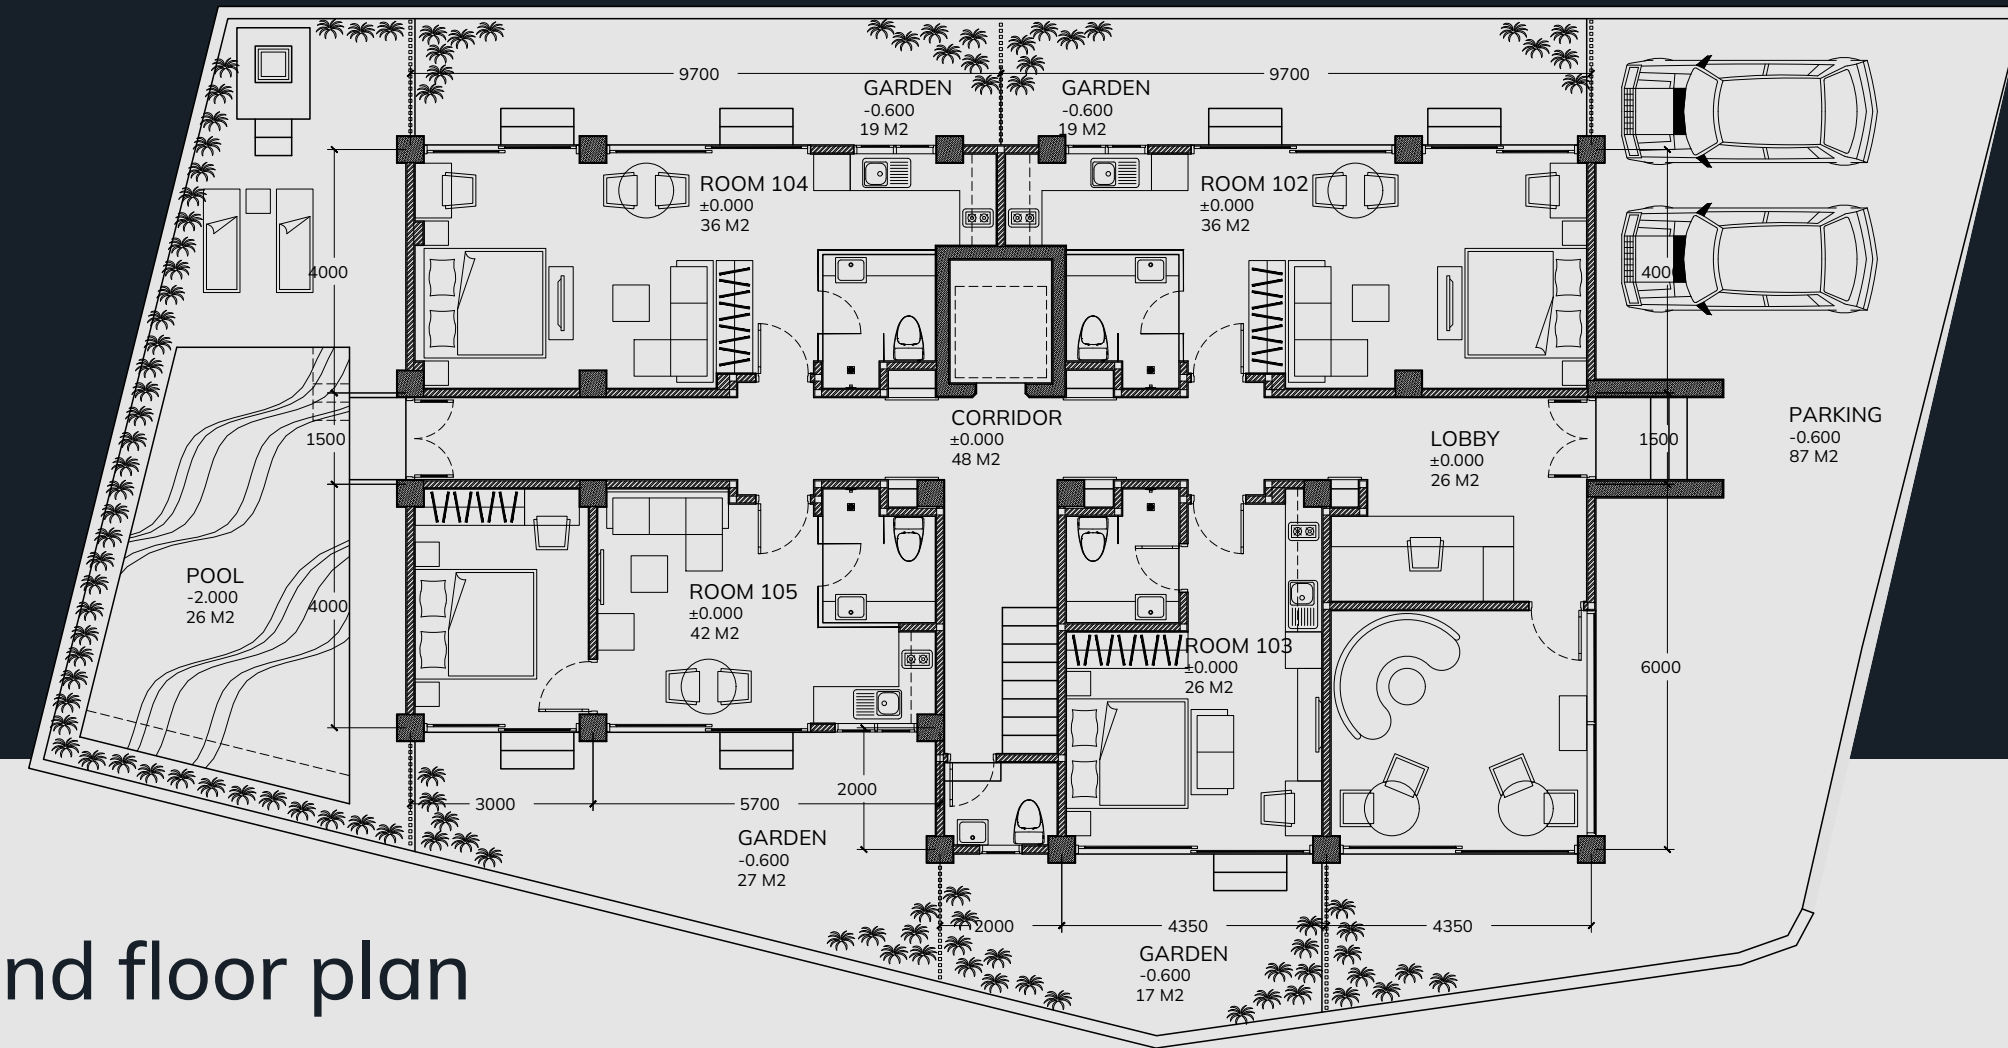 9700
9700
GARDEN
-0.600
19 M2
GARDEN
-0.600
19 M2
ROOM 104
±0.000
36 M2
ROOM 102
±0.000
36 M2
4000
400
CORRIDOR
±0.000
48 M2
LOBBY
±0.000
26 M2
PARKING
-0.600
87 M2
1500
1500
POOL
-2.000
26 M2
4000
ROOM 105
±0.000
42 M2
ROOM 103
±0.000
26 M2
6000
3000
5700
2000
GARDEN
-0.600
27 M2
2000
4350
4350
GARDEN
-0.600
17 M2
nd floor plan